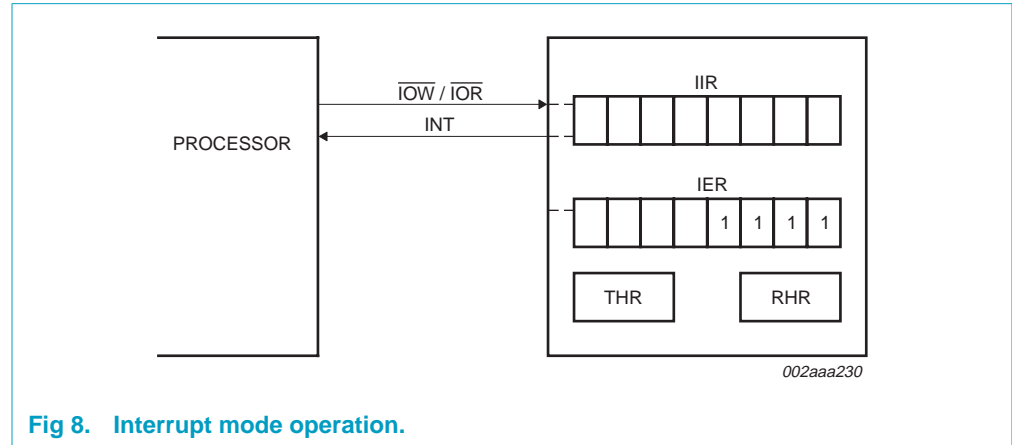 IOW / IOR
INT
PROCESSOR
IIR
IER
1 1 1 1
THR
RHR
002aaa230
Fig 8. Interrupt mode operation.